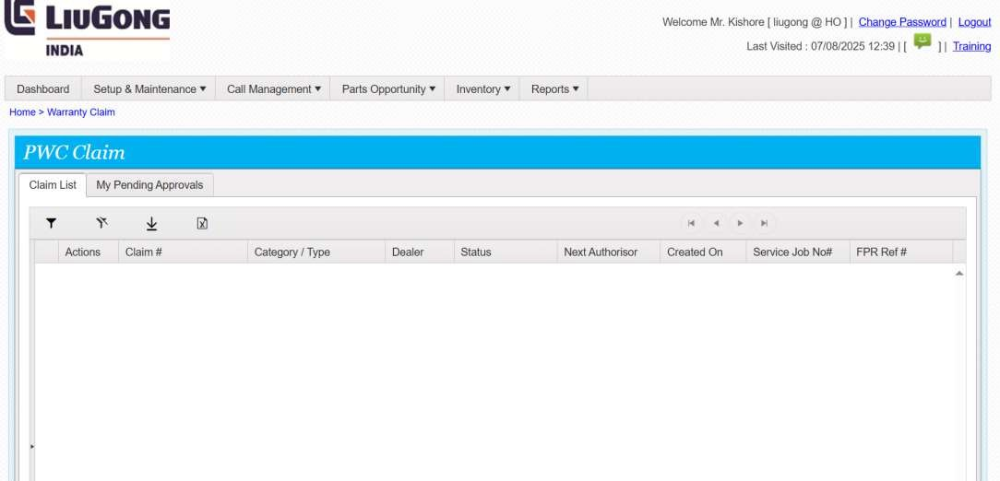 LIUGONG
INDIA
Welcome Mr. Kishore [ liugong @ HO ] | Change Password | Logout
Last Visited : 07/08/2025 12:39 | [ ] | Training
Dashboard Setup & Maintenance ▼ Call Management ▼ Parts Opportunity ▼ Inventory ▼ Reports ▼
Home > Warranty Claim
PWC Claim
Claim List My Pending Approvals
Actions Claim # Category / Type Dealer Status Next Authorisor Created On Service Job No# FPR Ref #